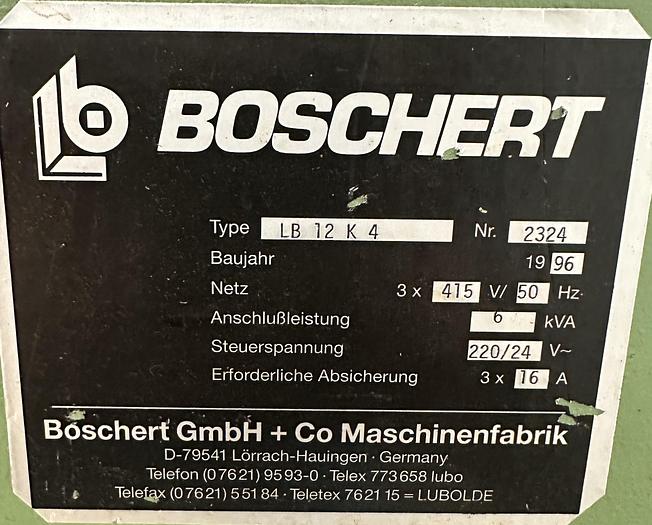 lb BOSCHERT
Type LB 12 K 4 Nr. 2324
Baujahr 19 96
Netz 3 x 415 V/ 50 Hz
Anschlußleistung 6 kVA
Steuerspannung 220/24 V~
Erforderliche Absicherung 3 x 16 A
Boschert GmbH + Co Maschinenfabrik
D-79541 Lörrach-Hauingen · Germany
Telefon (07621) 9593-0 · Telex 773658 lubo
Telefax (07621) 55184 · Teletex 762115 = LUBOLDE